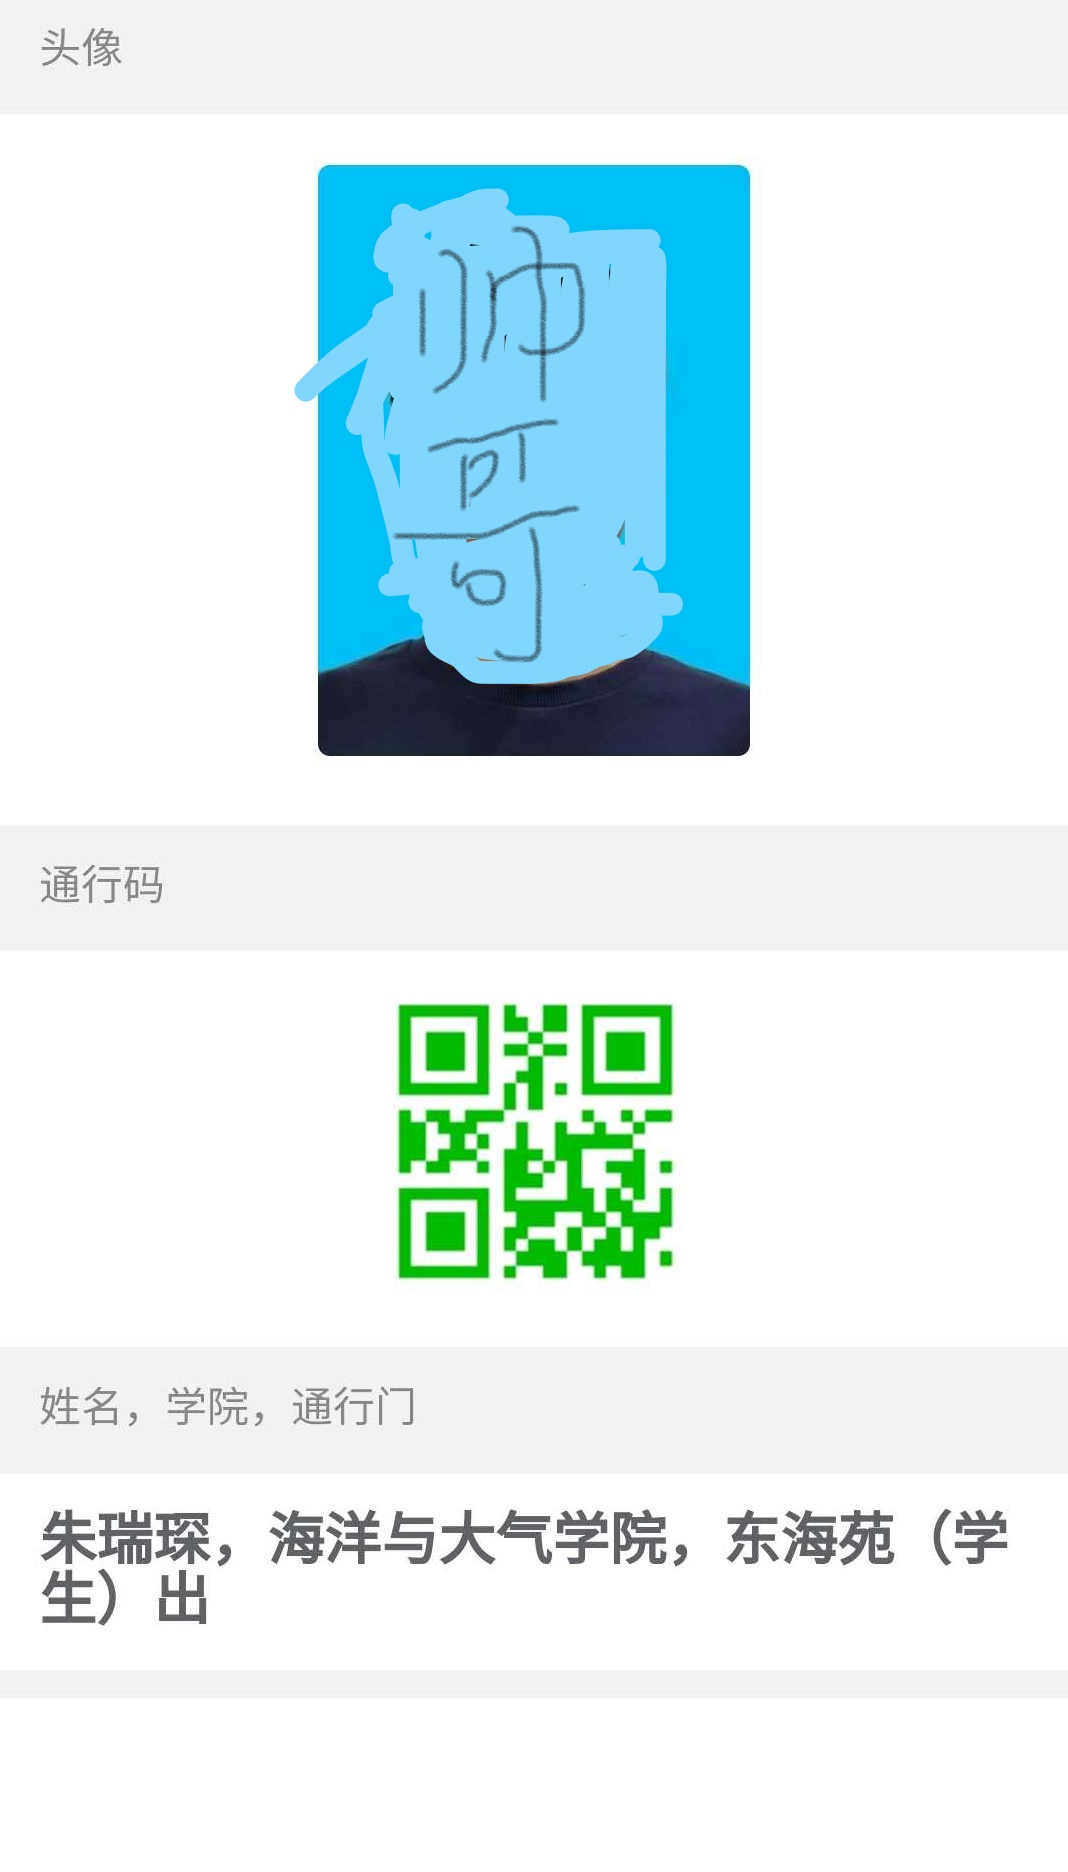 头像
帅
哥
通行码
姓名，学院，通行门
朱瑞琛，海洋与大气学院，东海苑（学
生）出